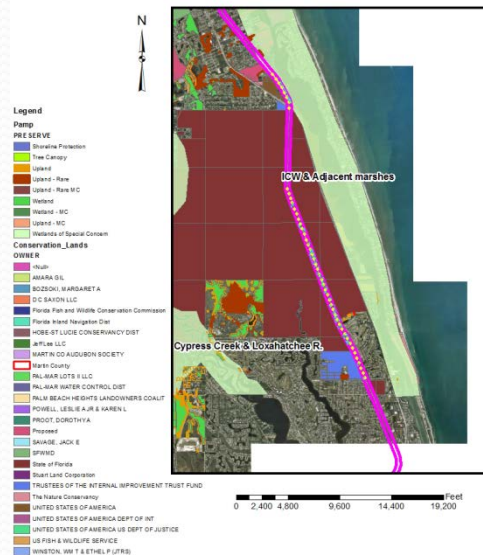 N
Legend
Pamp
PRESERVE
Shoreline Protection
Tree Canopy
Upland
Upland - Rare
Upland - Rare MC
Wetland
Wetland - MC
Upland - MC
Wetlands of Special Concern
Conservation_Lands
OWNER
<Null>
AMARA GIL
BOZSOKI, MARGARET A
D C SAXON LLC
Florida Fish and Wildlife Conservation Commission
Florida Inland Navigation Dist
HOBE-ST LUCIE CONSERVANCY DIST
JeffLee LLC
MARTIN CO AUDUBON SOCIETY
Martin County
PAL-MAR LOTS II LLC
PAL-MAR WATER CONTROL DIST
PALM BEACH HEIGHTS LANDOWNERS COALIT
POWELL, LESLIE A JR & KAREN L
PROOT, DOROTHY A
Proposed
SAVAGE, JACK E
SFWMD
State of Florida
Stuart Land Corporation
TRUSTEES OF THE INTERNAL IMPROVEMENT TRUST FUND
The Nature Conservancy
UNITED STATES OF AMERICA
UNITED STATES OF AMERICA DEPT OF INT
UNITED STATES OF AMERICA US DEPT OF JUSTICE
US FISH & WILDLIFE SERVICE
WINSTON, WM T & ETHEL P (JTRS)
ICW & Adjacent marshes
Cypress Creek & Loxahatchee R.
Feet
0 2,400 4,800 9,600 14,400 19,200